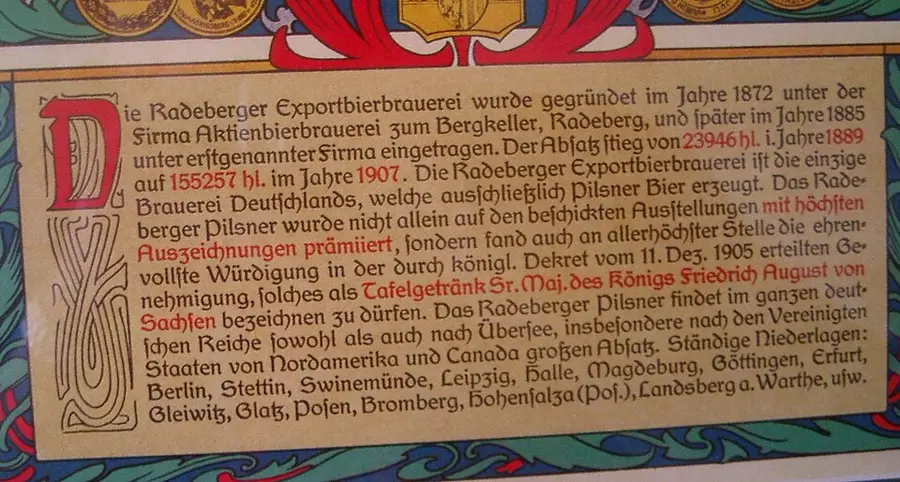 Die Radeberger Exportbierbrauerei wurde gegründet im Jahre 1872 unter der
Firma Aktienbierbrauerei zum Bergkeller, Radeberg, und ſpäter im Jahre 1885
unter erſtgenannter Firma eingetragen. Der Abſatz ſtieg von 23946 hl. i. Jahre 1889
auf 155257 hl. im Jahre 1907. Die Radeberger Exportbierbrauerei iſt die einzige
Brauerei Deutſchlands, welche ausſchließlich Pilsner Bier erzeugt. Das Rade-
berger Pilsner wurde nicht allein auf den beſchickten Ausſtellungen mit höchſten
Auszeichnungen prämiiert, ſondern fand auch an allerhöchſter Stelle die ehren-
vollſte Würdigung in der durch königl. Dekret vom 11. Dez. 1905 erteilten Ge-
nehmigung, ſolches als Tafelgetränk Sr. Maj. des Königs Friedrich August von
Sachſen bezeichnen zu dürfen. Das Radeberger Pilsner findet im ganzen deut-
ſchen Reiche ſowohl als auch nach Überſee, insbeſondere nach den Vereinigten
Staaten von Nordamerika und Canada großen Abſatz. Ständige Niederlagen:
Berlin, Stettin, Swinemünde, Leipzig, Halle, Magdeburg, Göttingen, Erfurt,
Gleiwitz, Glatz, Poſen, Bromberg, Hohenſalza (Poſ.), Landsberg a. Warthe, uſw.